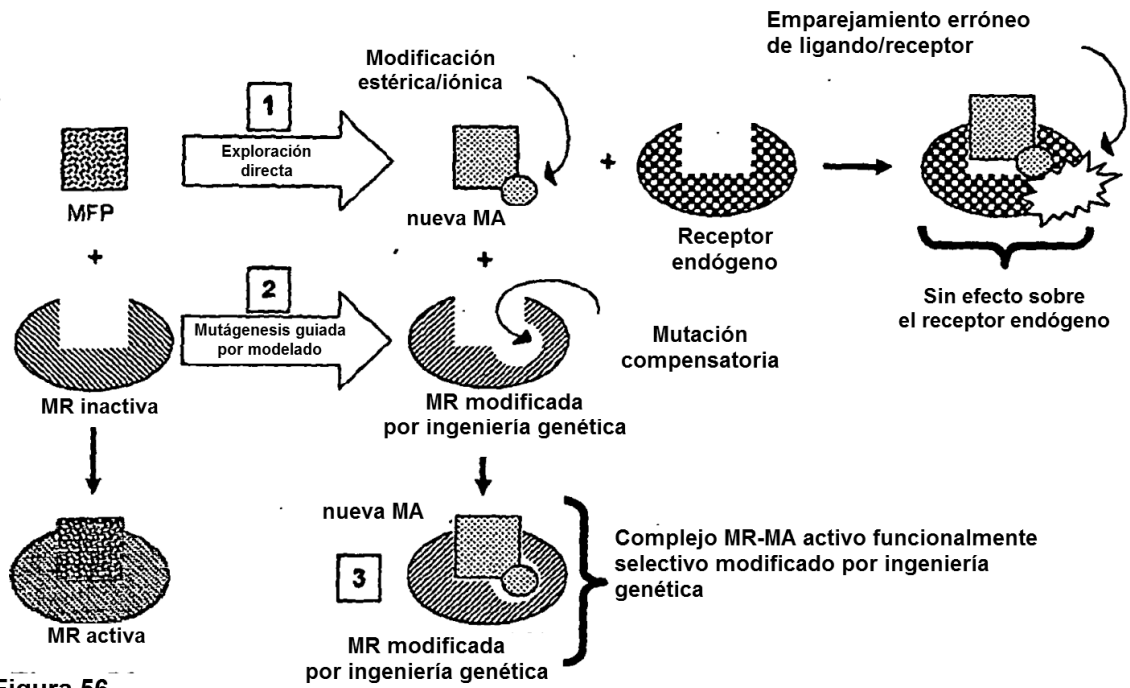 Emparejamiento erróneo
de ligando/receptor
Modificación
estérica/iónica
1
Exploración
directa
MFP
+
nueva MA
+
Receptor
endógeno
Sin efecto sobre
el receptor endógeno
+
2
Mutágenesis guiada
por modelado
MR inactiva
MR modificada
por ingeniería genética
Mutación
compensatoria
MR activa
nueva MA
3
MR modificada
por ingeniería genética
Complejo MR-MA activo funcionalmente
selectivo modificado por ingeniería
genética
Figura 56